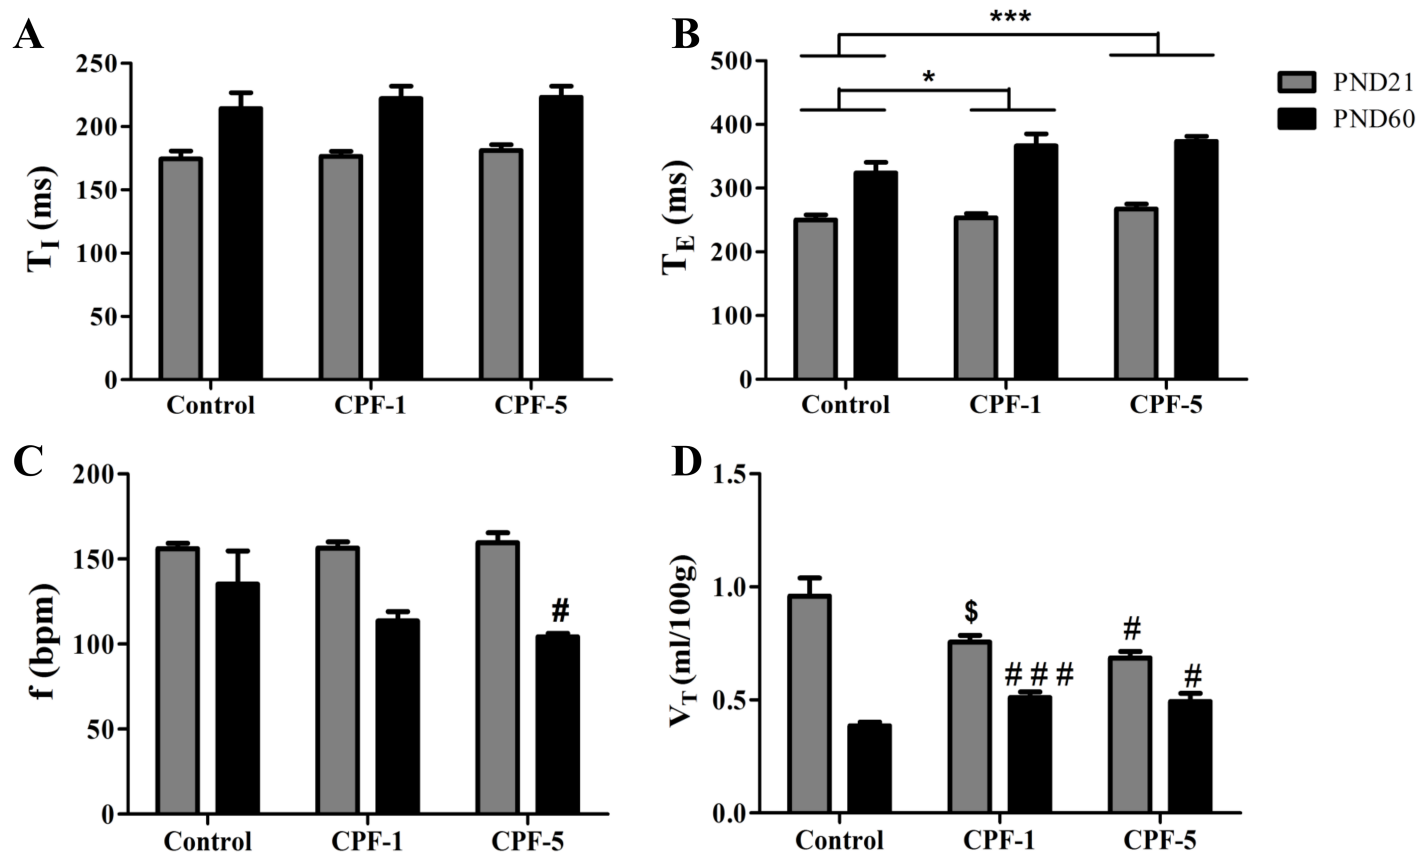 A
T_I (ms)
250
200
150
100
50
0
Control CPF-1 CPF-5
B
***
*
T_E (ms)
500
400
300
200
100
0
Control CPF-1 CPF-5
PND21
PND60
C
f (bpm)
200
150
100
50
0
#
Control CPF-1 CPF-5
D
V_T (ml/100g)
1.5
1.0
0.5
0.0
$
# # #
#
#
Control CPF-1 CPF-5